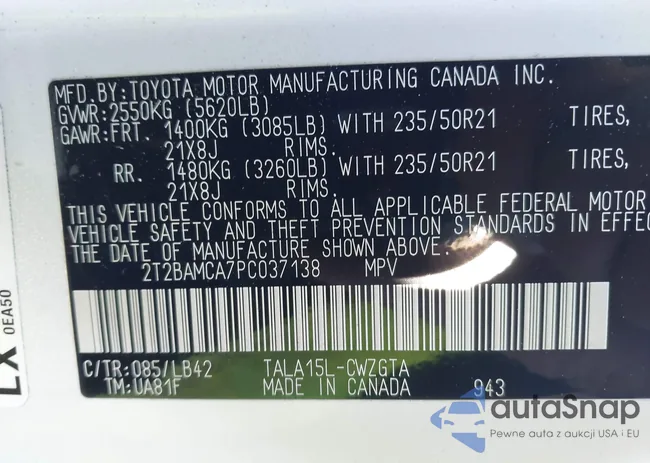 MFD.BY:TOYOTA MOTOR MANUFACTURING CANADA INC.
GVWR:2550KG (5620LB)
GAWR:FRT. 1400KG (3085LB) WITH 235/50R21 TIRES,
21X8J RIMS.
RR. 1480KG (3260LB) WITH 235/50R21 TIRES,
21X8J RIMS.
THIS VEHICLE CONFORMS TO ALL APPLICABLE FEDERAL MOTOR
VEHICLE SAFETY AND THEFT PREVENTION STANDARDS IN EFFEC
DATE OF MANUFACTURE SHOWN ABOVE.
2T2BAMCA7PC037138 MPV
C/TR:085/LB42 TALA15L-CWZGTA
TM:UA81F MADE IN CANADA 943
LX
0EA50
autaSnap
Pewne auta z aukcji USA i EU